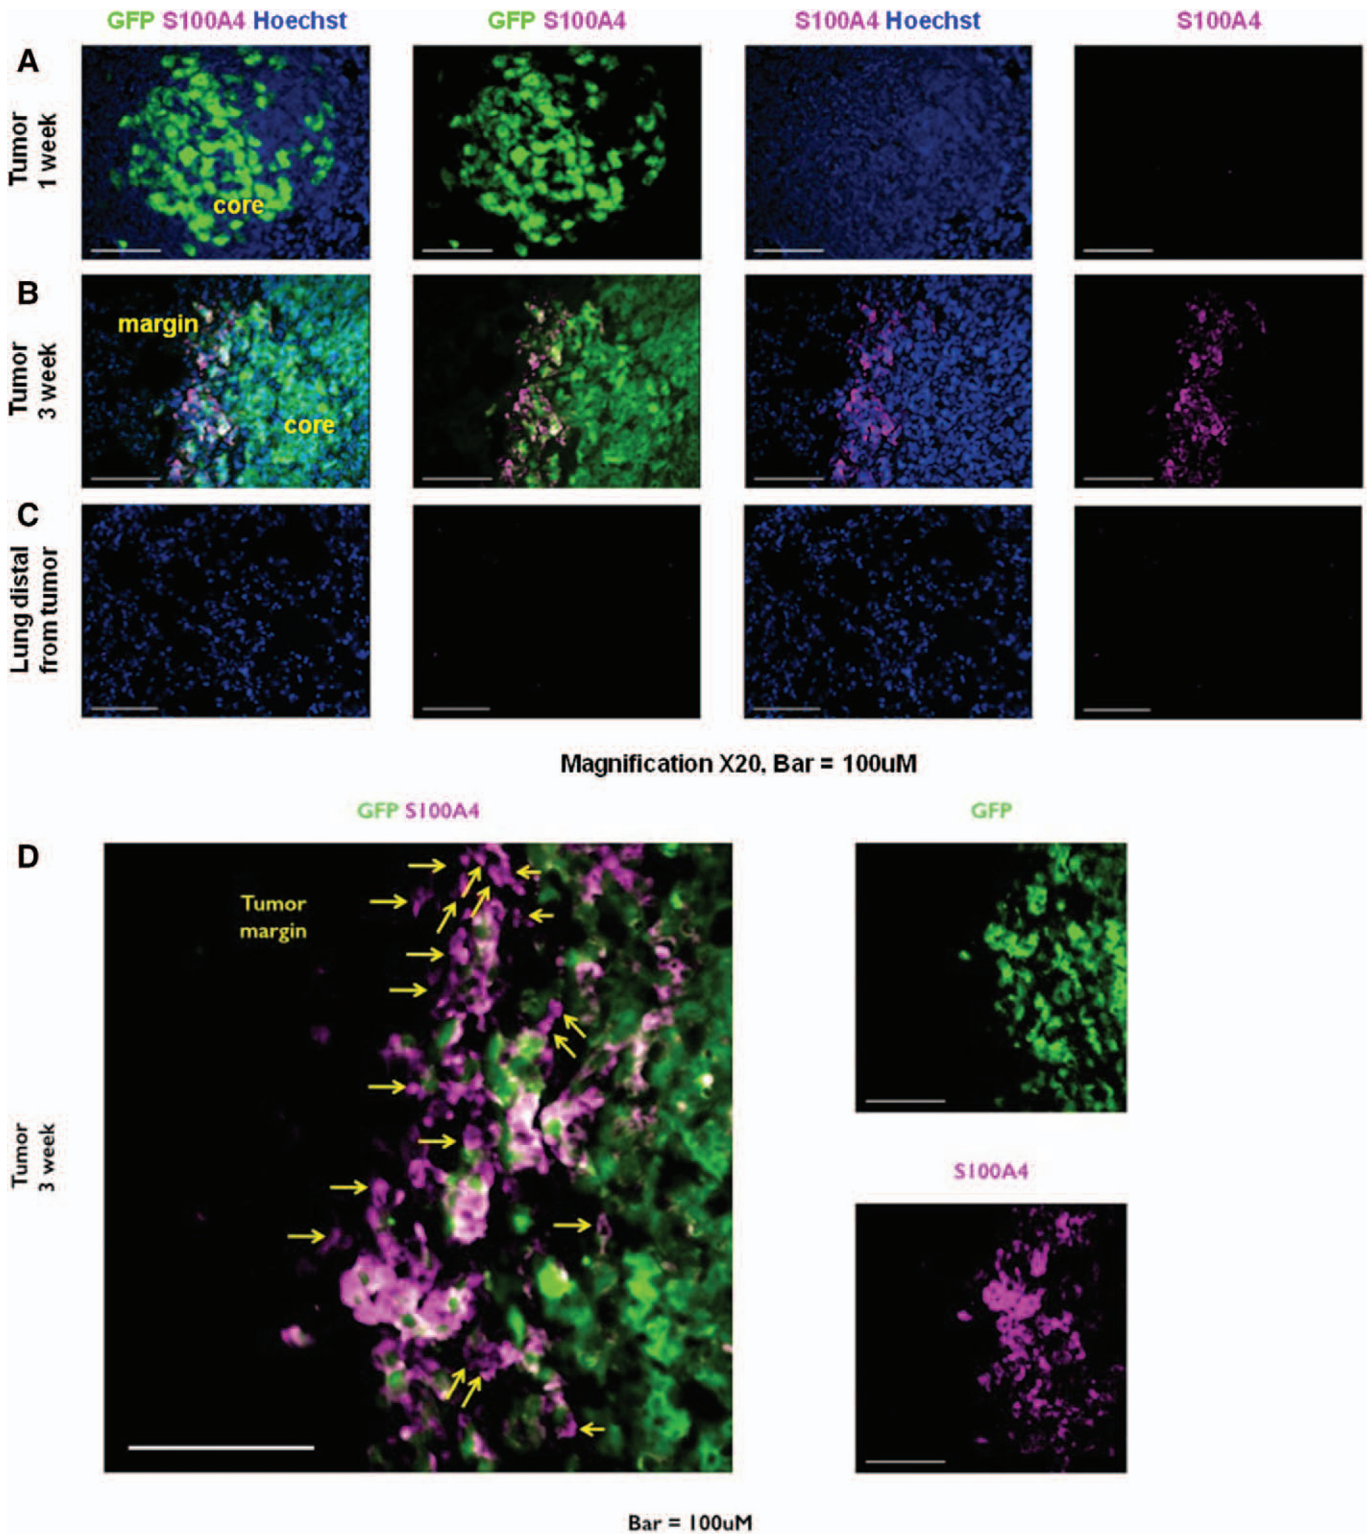 GFP S100A4 Hoechst
GFP S100A4
S100A4 Hoechst
S100A4
A
Tumor
1 week
core
B
Tumor
3 week
margin
core
C
Lung distal
from tumor
Magnification X20, Bar = 100uM
GFP S100A4
GFP
D
Tumor
margin
Tumor
3 week
S100A4
Bar = 100uM